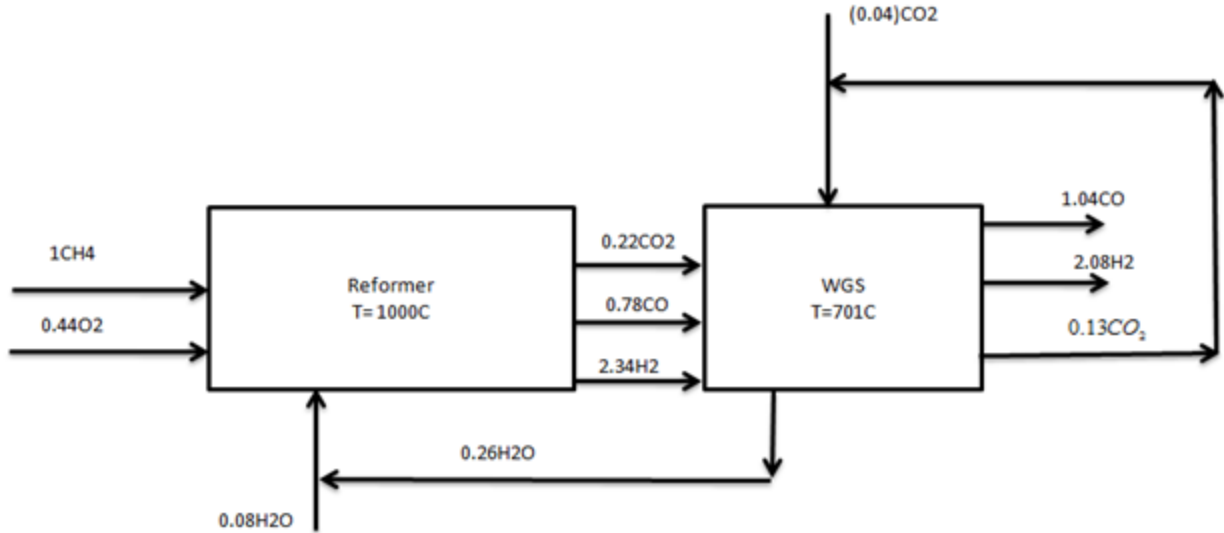 (0.04)CO2
1CH4
0.44O2
Reformer
T= 1000C
0.22CO2
0.78CO
2.34H2
WGS
T=701C
1.04CO
2.08H2
0.13CO₂
0.26H2O
0.08H2O